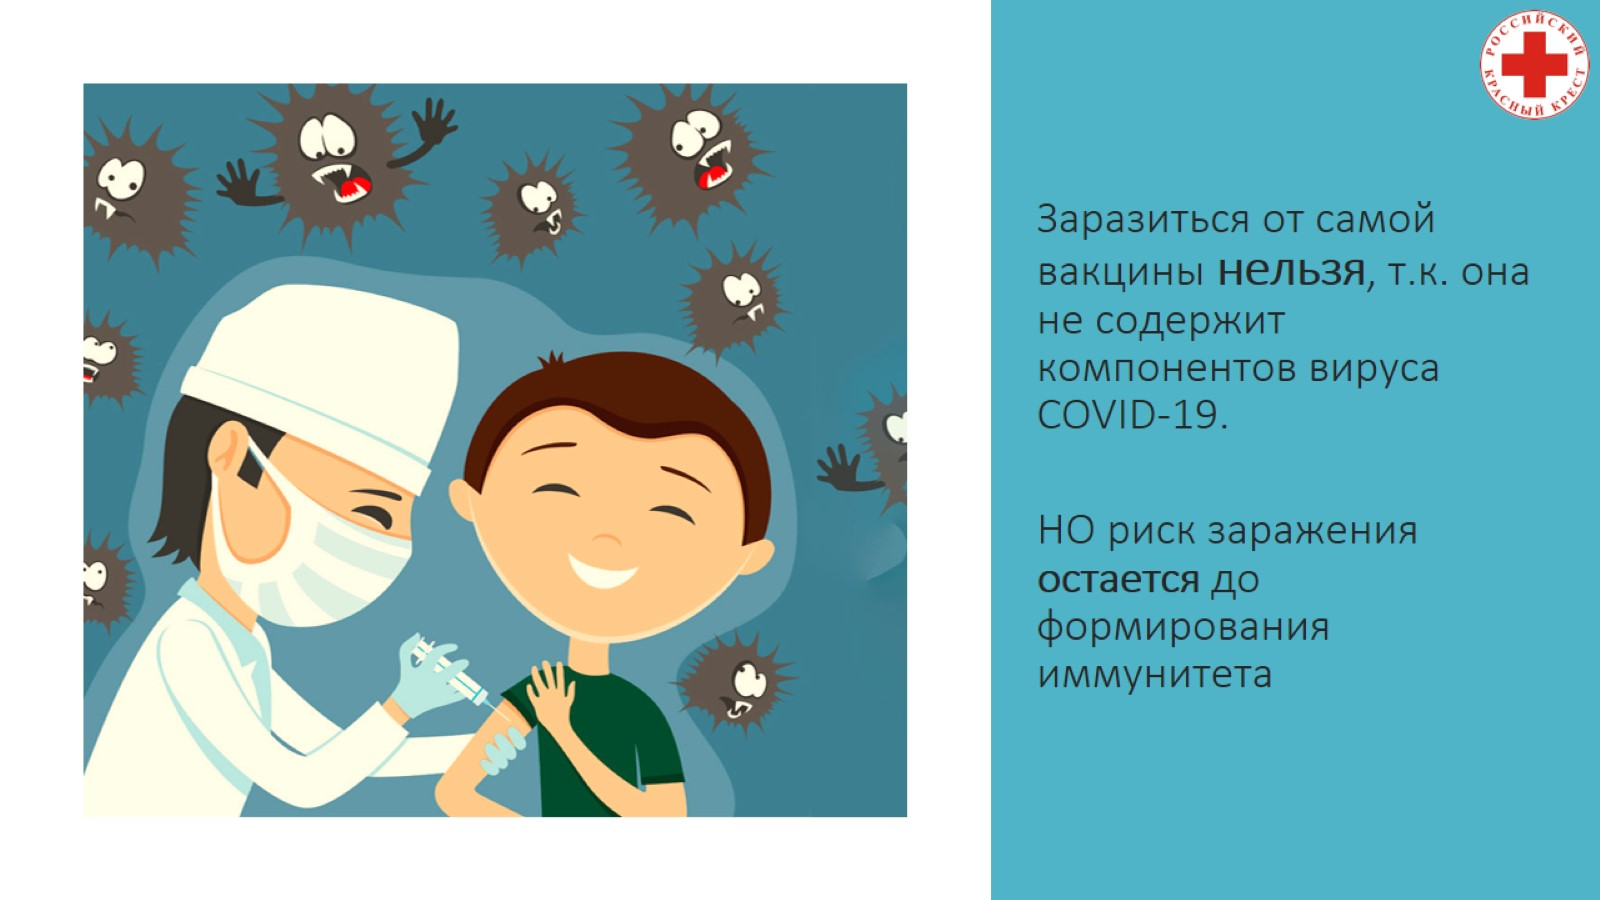 РОССИЙСКИЙ
КРАСНЫЙ КРЕСТ
Заразиться от самой
вакцины нельзя, т.к. она
не содержит
компонентов вируса
COVID-19.
НО риск заражения
остается до
формирования
иммунитета